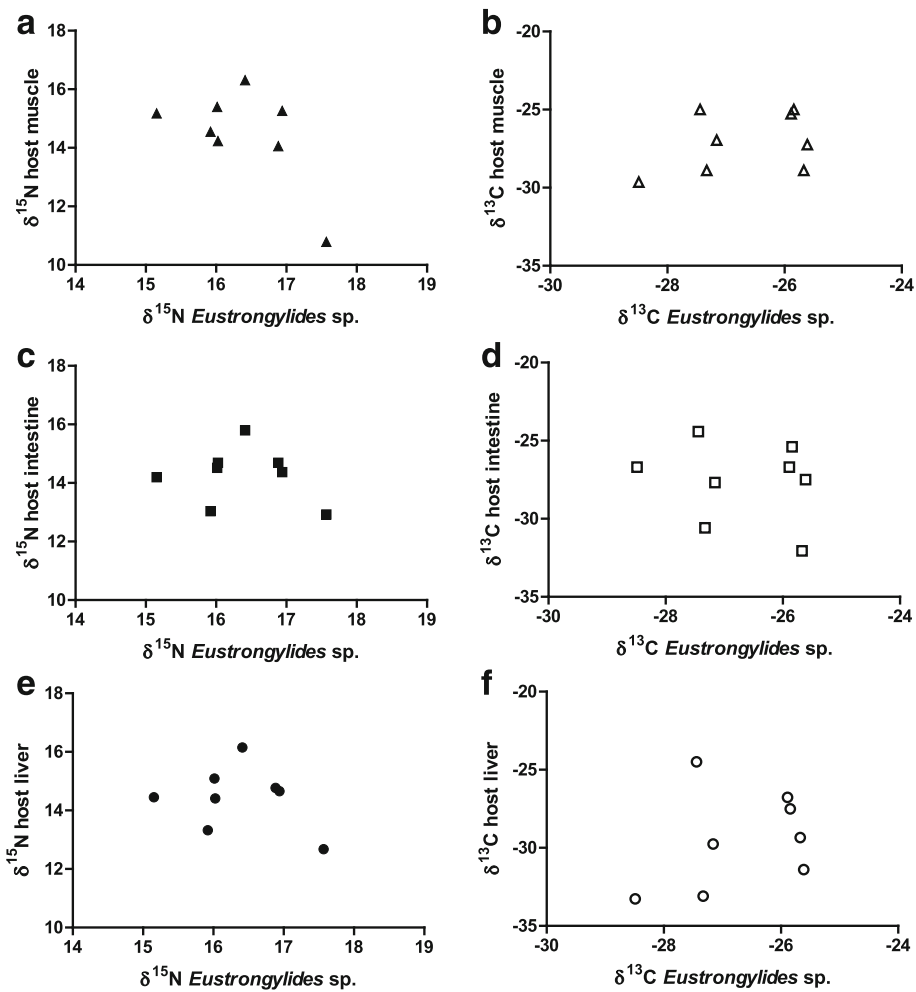 a
18
16
14
12
10
14 15 16 17 18 19
δ15N host muscle
δ15N Eustrongylides sp.
b
-20
-25
-30
-35
-30 -28 -26 -24
δ13C host muscle
δ13C Eustrongylides sp.
c
18
16
14
12
10
14 15 16 17 18 19
δ15N host intestine
δ15N Eustrongylides sp.
d
-20
-25
-30
-35
-30 -28 -26 -24
δ13C host intestine
δ13C Eustrongylides sp.
e
18
16
14
12
10
14 15 16 17 18 19
δ15N host liver
δ15N Eustrongylides sp.
f
-20
-25
-30
-35
-30 -28 -26 -24
δ13C host liver
δ13C Eustrongylides sp.